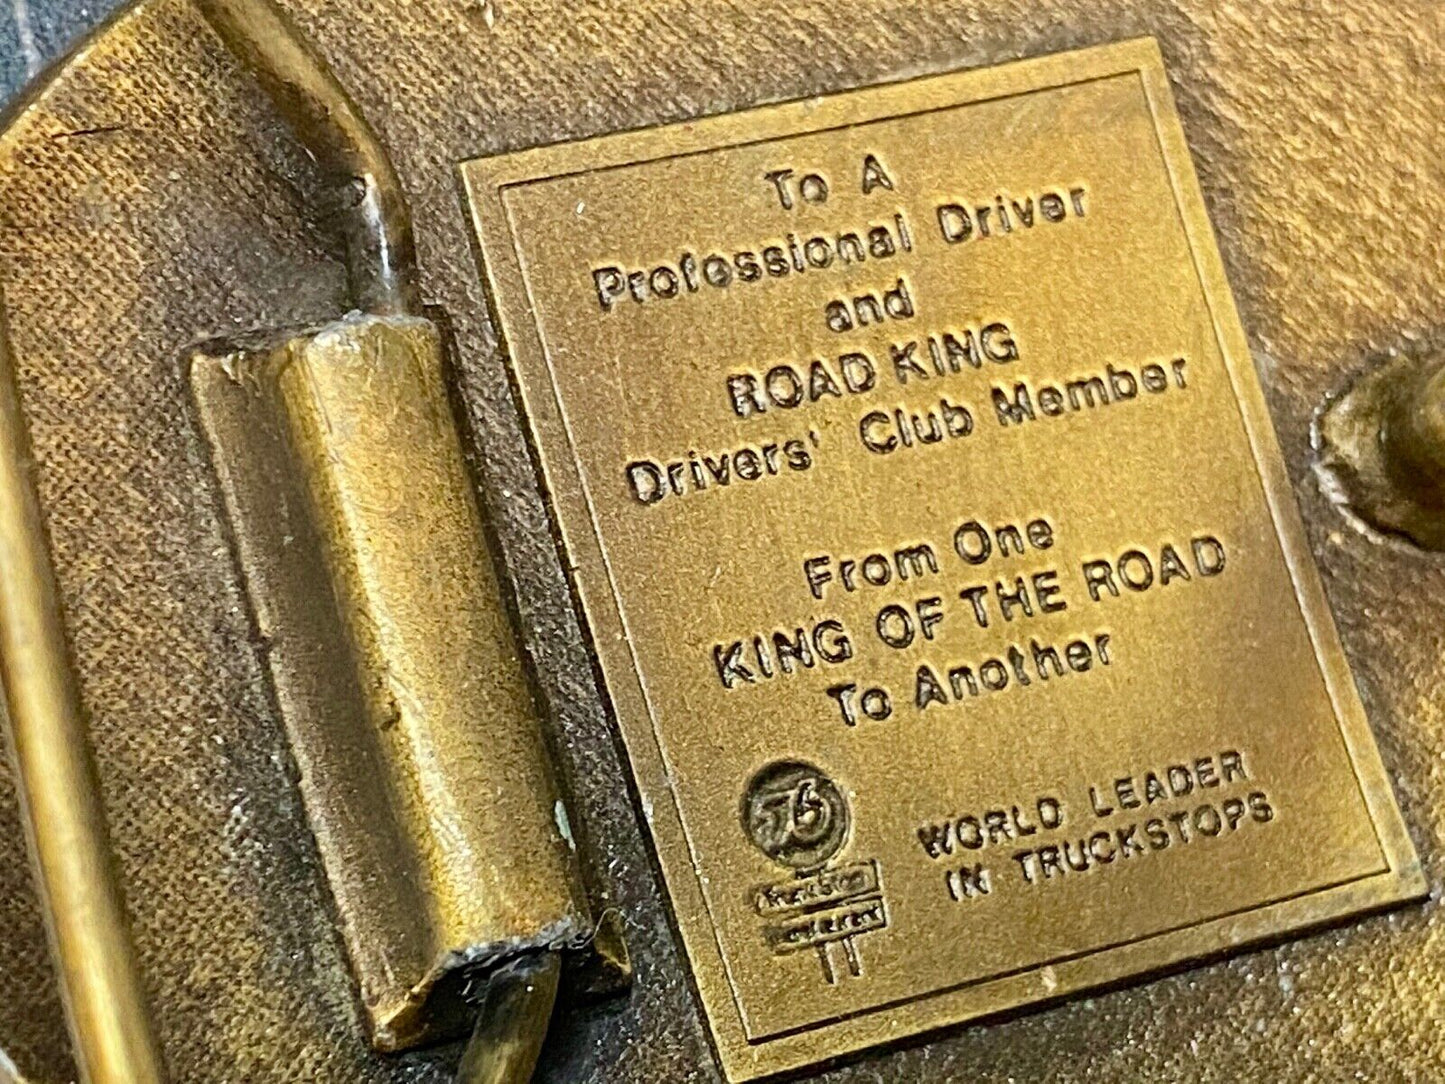 To A
Professional Driver
and
ROAD KING
Drivers' Club Member
From One
KING OF THE ROAD
To Another
76
WORLD LEADER
IN TRUCKSTOPS